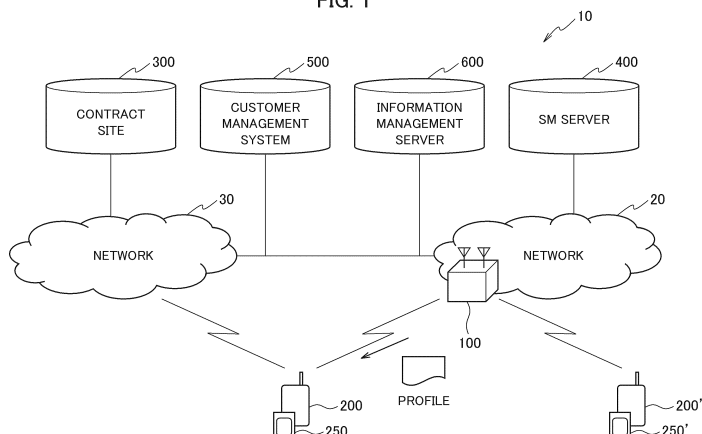 FIG. 1
10
300
500
600
400
CONTRACT
SITE
CUSTOMER
MANAGEMENT
SYSTEM
INFORMATION
MANAGEMENT
SERVER
SM SERVER
30
20
NETWORK
NETWORK
100
PROFILE
200
200'
250
250'